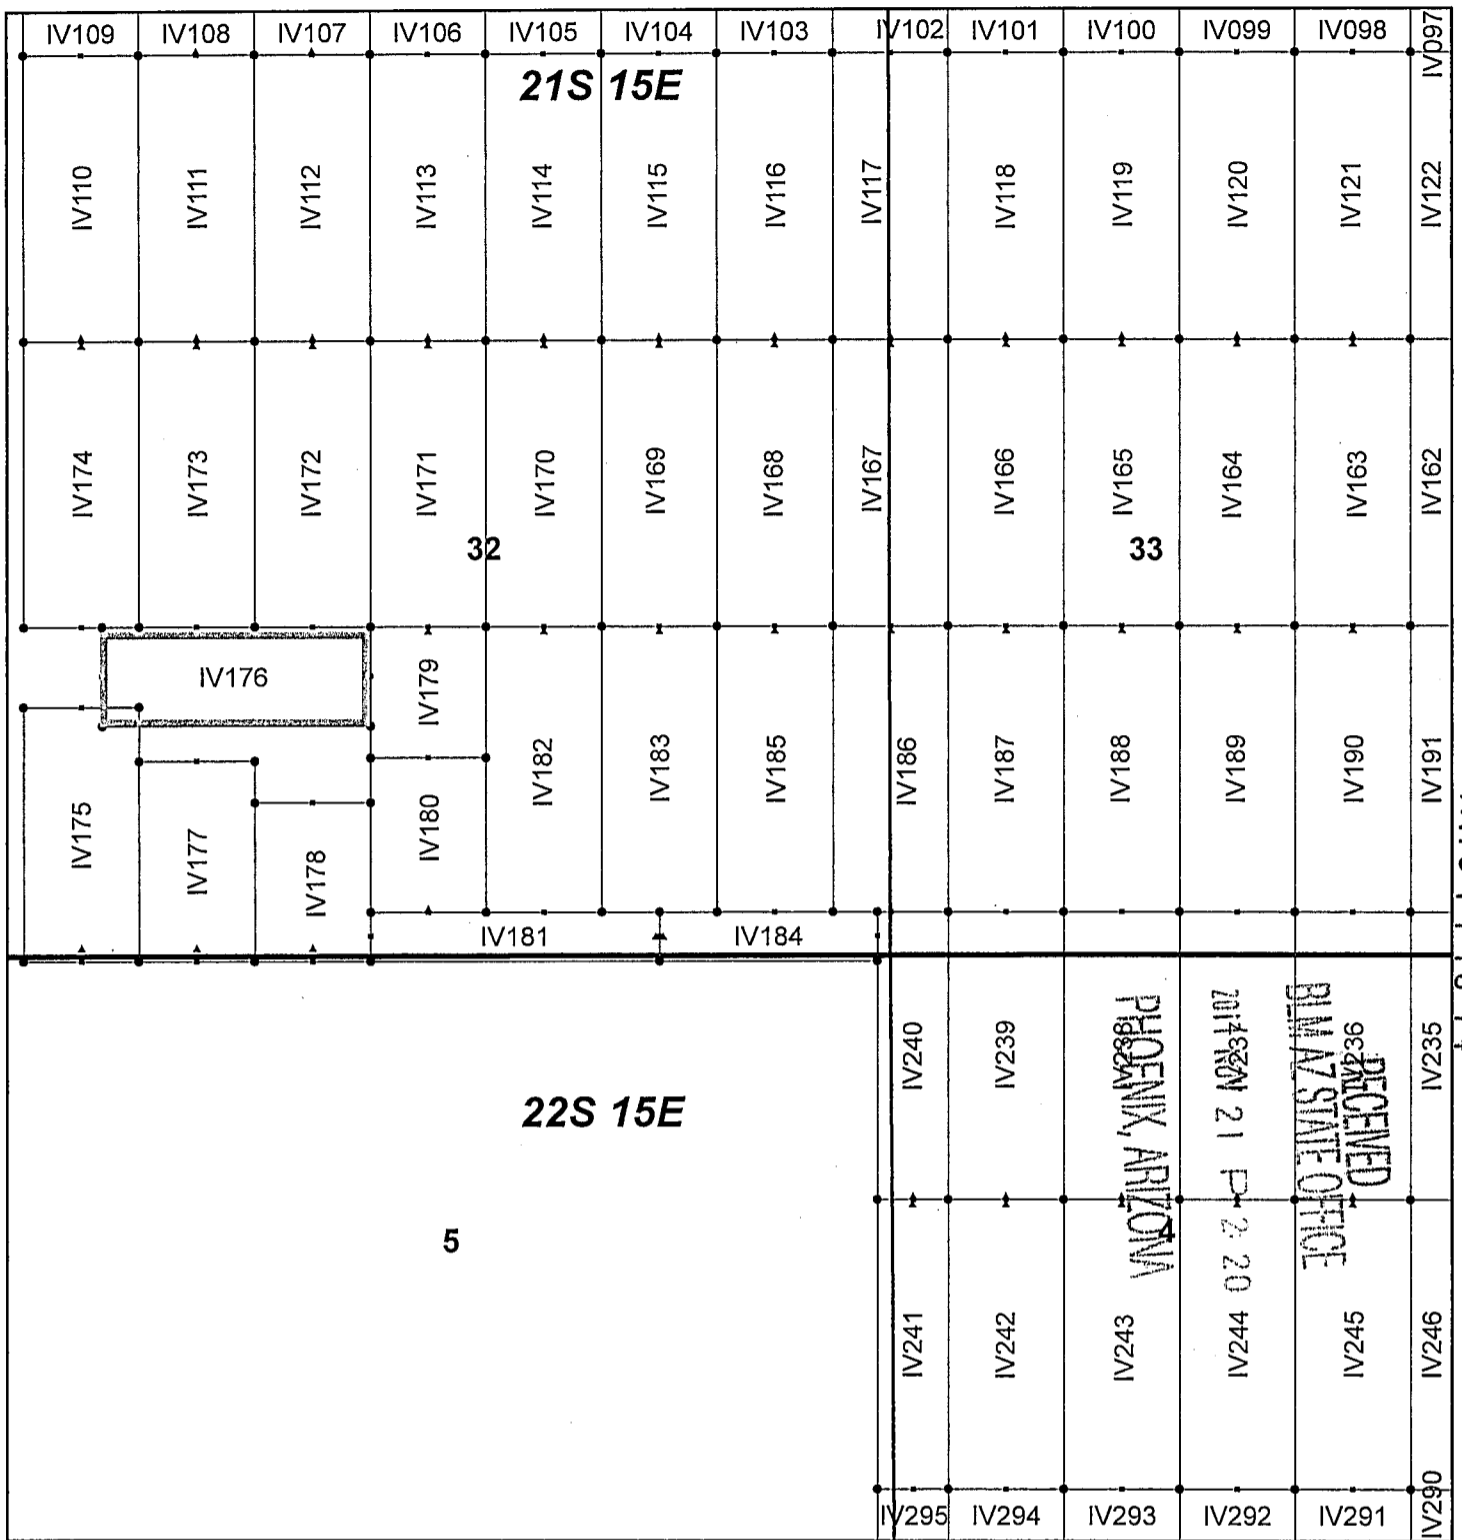 IV109 IV108 IV107 IV106 IV105 IV104 IV103 IV102 IV101 IV100 IV099 IV098 IV097
21S 15E
IV110 IV111 IV112 IV113 IV114 IV115 IV116 IV117 IV118 IV119 IV120 IV121 IV122
IV174 IV173 IV172 IV171 IV170 IV169 IV168 IV167 IV166 IV165 IV164 IV163 IV162
32 33
IV176 IV179
IV175 IV177 IV178 IV180 IV182 IV183 IV185 IV186 IV187 IV188 IV189 IV190 IV191
IV181 IV184
IV240 IV239 IV238 IV237 IV236 IV235
RECEIVED
BLM AZ STATE OFFICE
2014 NOV 21 P 2:20
PHOENIX, ARIZONA
22S 15E
5 4
IV241 IV242 IV243 IV244 IV245 IV246
IV295 IV294 IV293 IV292 IV291 IV290